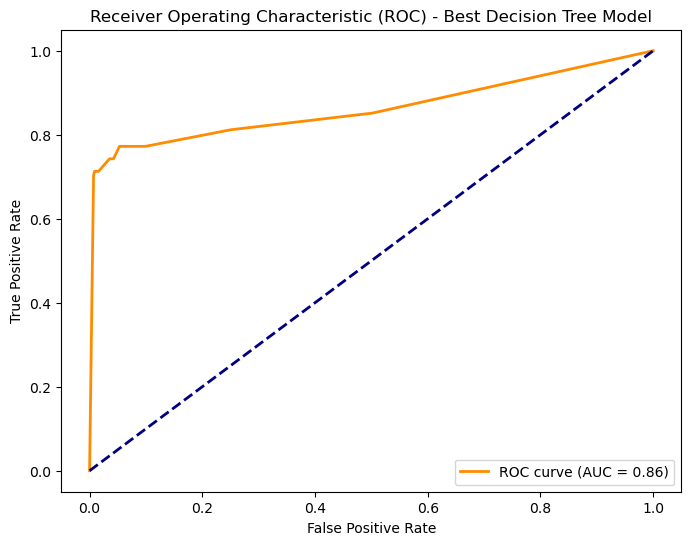 Receiver Operating Characteristic (ROC) - Best Decision Tree Model
True Positive Rate
1.0
0.8
0.6
0.4
0.2
0.0
ROC curve (AUC = 0.86)
0.0 0.2 0.4 0.6 0.8 1.0
False Positive Rate